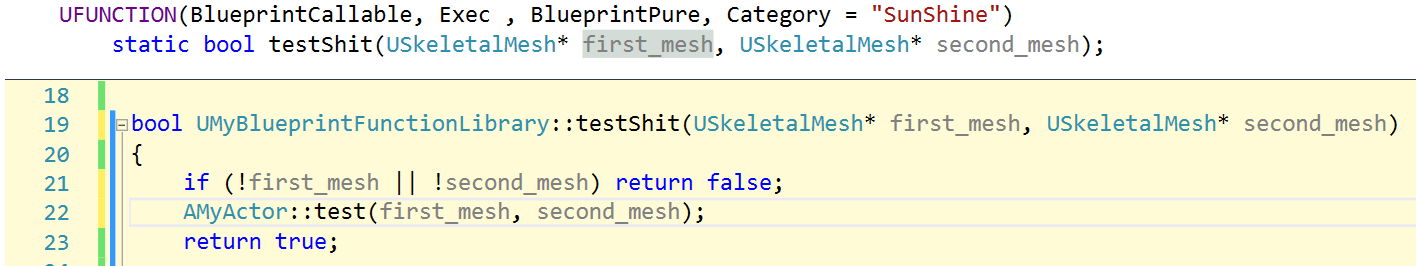 UFUNCTION(BlueprintCallable, Exec , BlueprintPure, Category = "SunShine")
static bool testShit(USkeletalMesh* first_mesh, USkeletalMesh* second_mesh);
18
19 bool UMyBlueprintFunctionLibrary::testShit(USkeletalMesh* first_mesh, USkeletalMesh* second_mesh)
20 {
21 if (!first_mesh || !second_mesh) return false;
22 AMyActor::test(first_mesh, second_mesh);
23 return true;